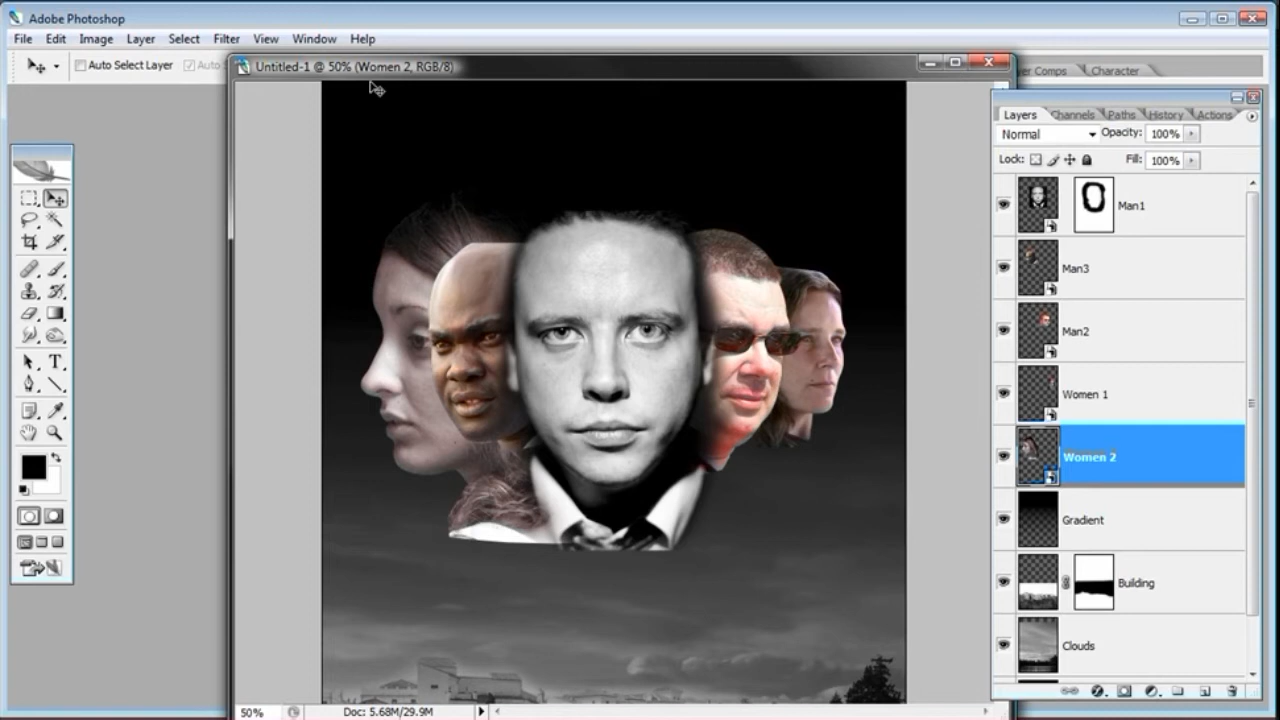 Adobe Photoshop
File Edit Image Layer Select Filter View Window Help
Auto Select Layer Auto
Untitled-1 @ 50% (Women 2, RGB/8)
er Comps Character
Layers Channels Paths History Actions
Normal Opacity: 100%
Lock: Fill: 100%
Man1
Man3
Man2
Women 1
Women 2
Gradient
Building
Clouds
T
50% Doc: 5.68M/29.9M